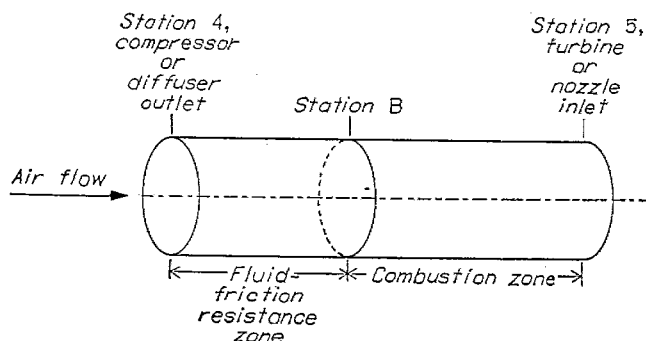 Station 4,
compressor
or
diffuser
outlet
Station B
Station 5,
turbine
or
nozzle
inlet
Air flow
Fluid-
friction
resistance
zone
Combustion zone